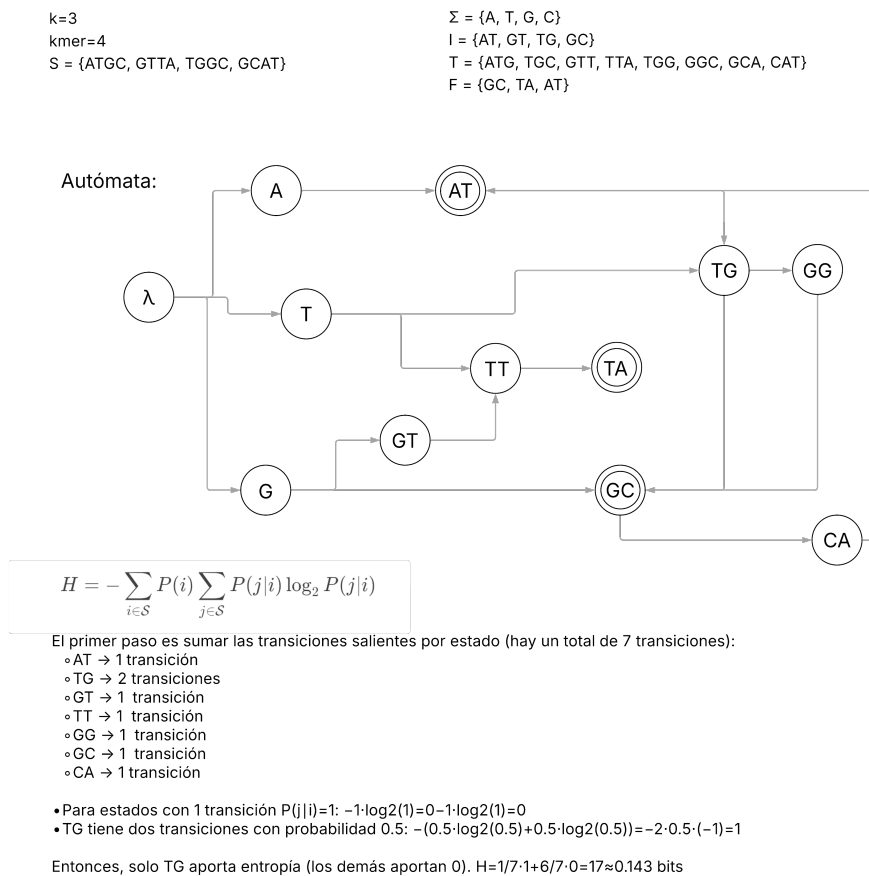 k=3
kmer=4
S = {ATGC, GTTA, TGGC, GCAT}
Σ = {A, T, G, C}
I = {AT, GT, TG, GC}
T = {ATG, TGC, GTT, TTA, TGG, GGC, GCA, CAT}
F = {GC, TA, AT}
Autómata:
A
AT
TG
GG
λ
T
TT
TA
GT
G
GC
CA
H = − ∑ i∈S P(i) ∑ j∈S P(j|i) log₂ P(j|i)
El primer paso es sumar las transiciones salientes por estado (hay un total de 7 transiciones):
∘AT → 1 transición
∘TG → 2 transiciones
∘GT → 1 transición
∘TT → 1 transición
∘GG → 1 transición
∘GC → 1 transición
∘CA → 1 transición
•Para estados con 1 transición P(j|i)=1: −1·log2(1)=0−1·log2(1)=0
•TG tiene dos transiciones con probabilidad 0.5: −(0.5·log2(0.5)+0.5·log2(0.5))=−2·0.5·(−1)=1
Entonces, solo TG aporta entropía (los demás aportan 0). H=1/7·1+6/7·0=17≈0.143 bits